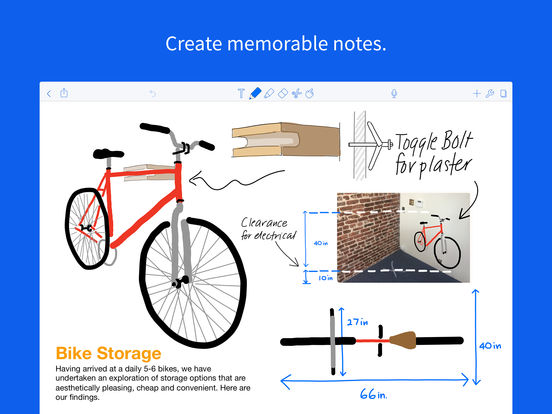 Create memorable notes.
T
Toggle Bolt
for plaster
Clearance
for electrical
40in
10in
27in
40in
66in.
Bike Storage
Having arrived at a daily 5-6 bikes, we have
undertaken an exploration of storage options that are
aesthetically pleasing, cheap and convenient. Here are
our findings.